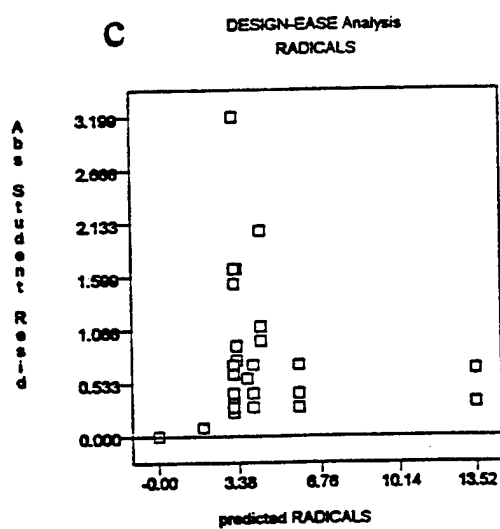 C
DESIGN-EASE Analysis
RADICALS
Abs Student Resid
3.199
2.666
2.133
1.599
1.066
0.533
0.000
-0.00
3.38
6.76
10.14
13.52
predicted RADICALS